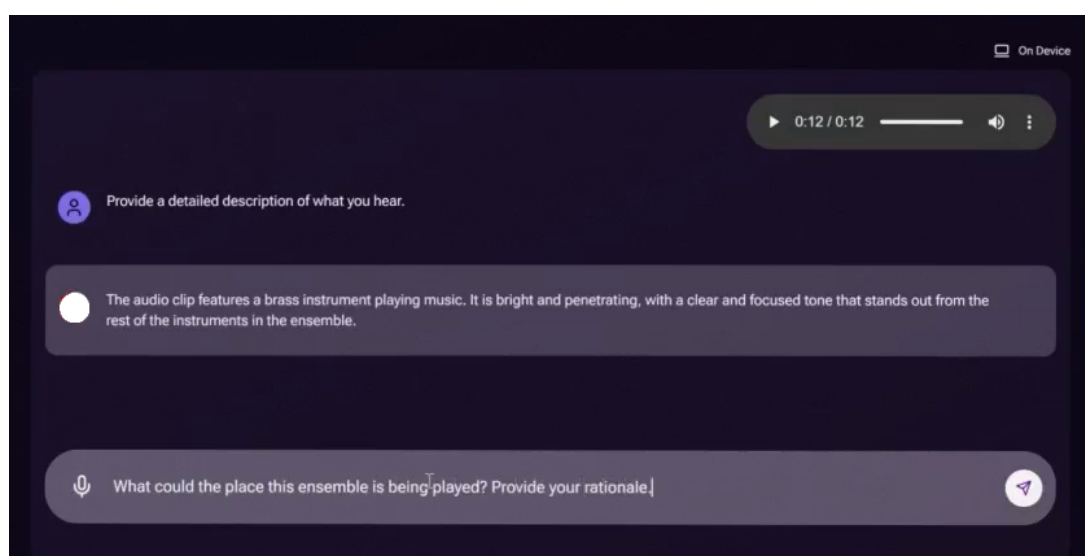 On Device
0:12 / 0:12
Provide a detailed description of what you hear.
The audio clip features a brass instrument playing music. It is bright and penetrating, with a clear and focused tone that stands out from the
rest of the instruments in the ensemble.
What could the place this ensemble is being played? Provide your rationale.